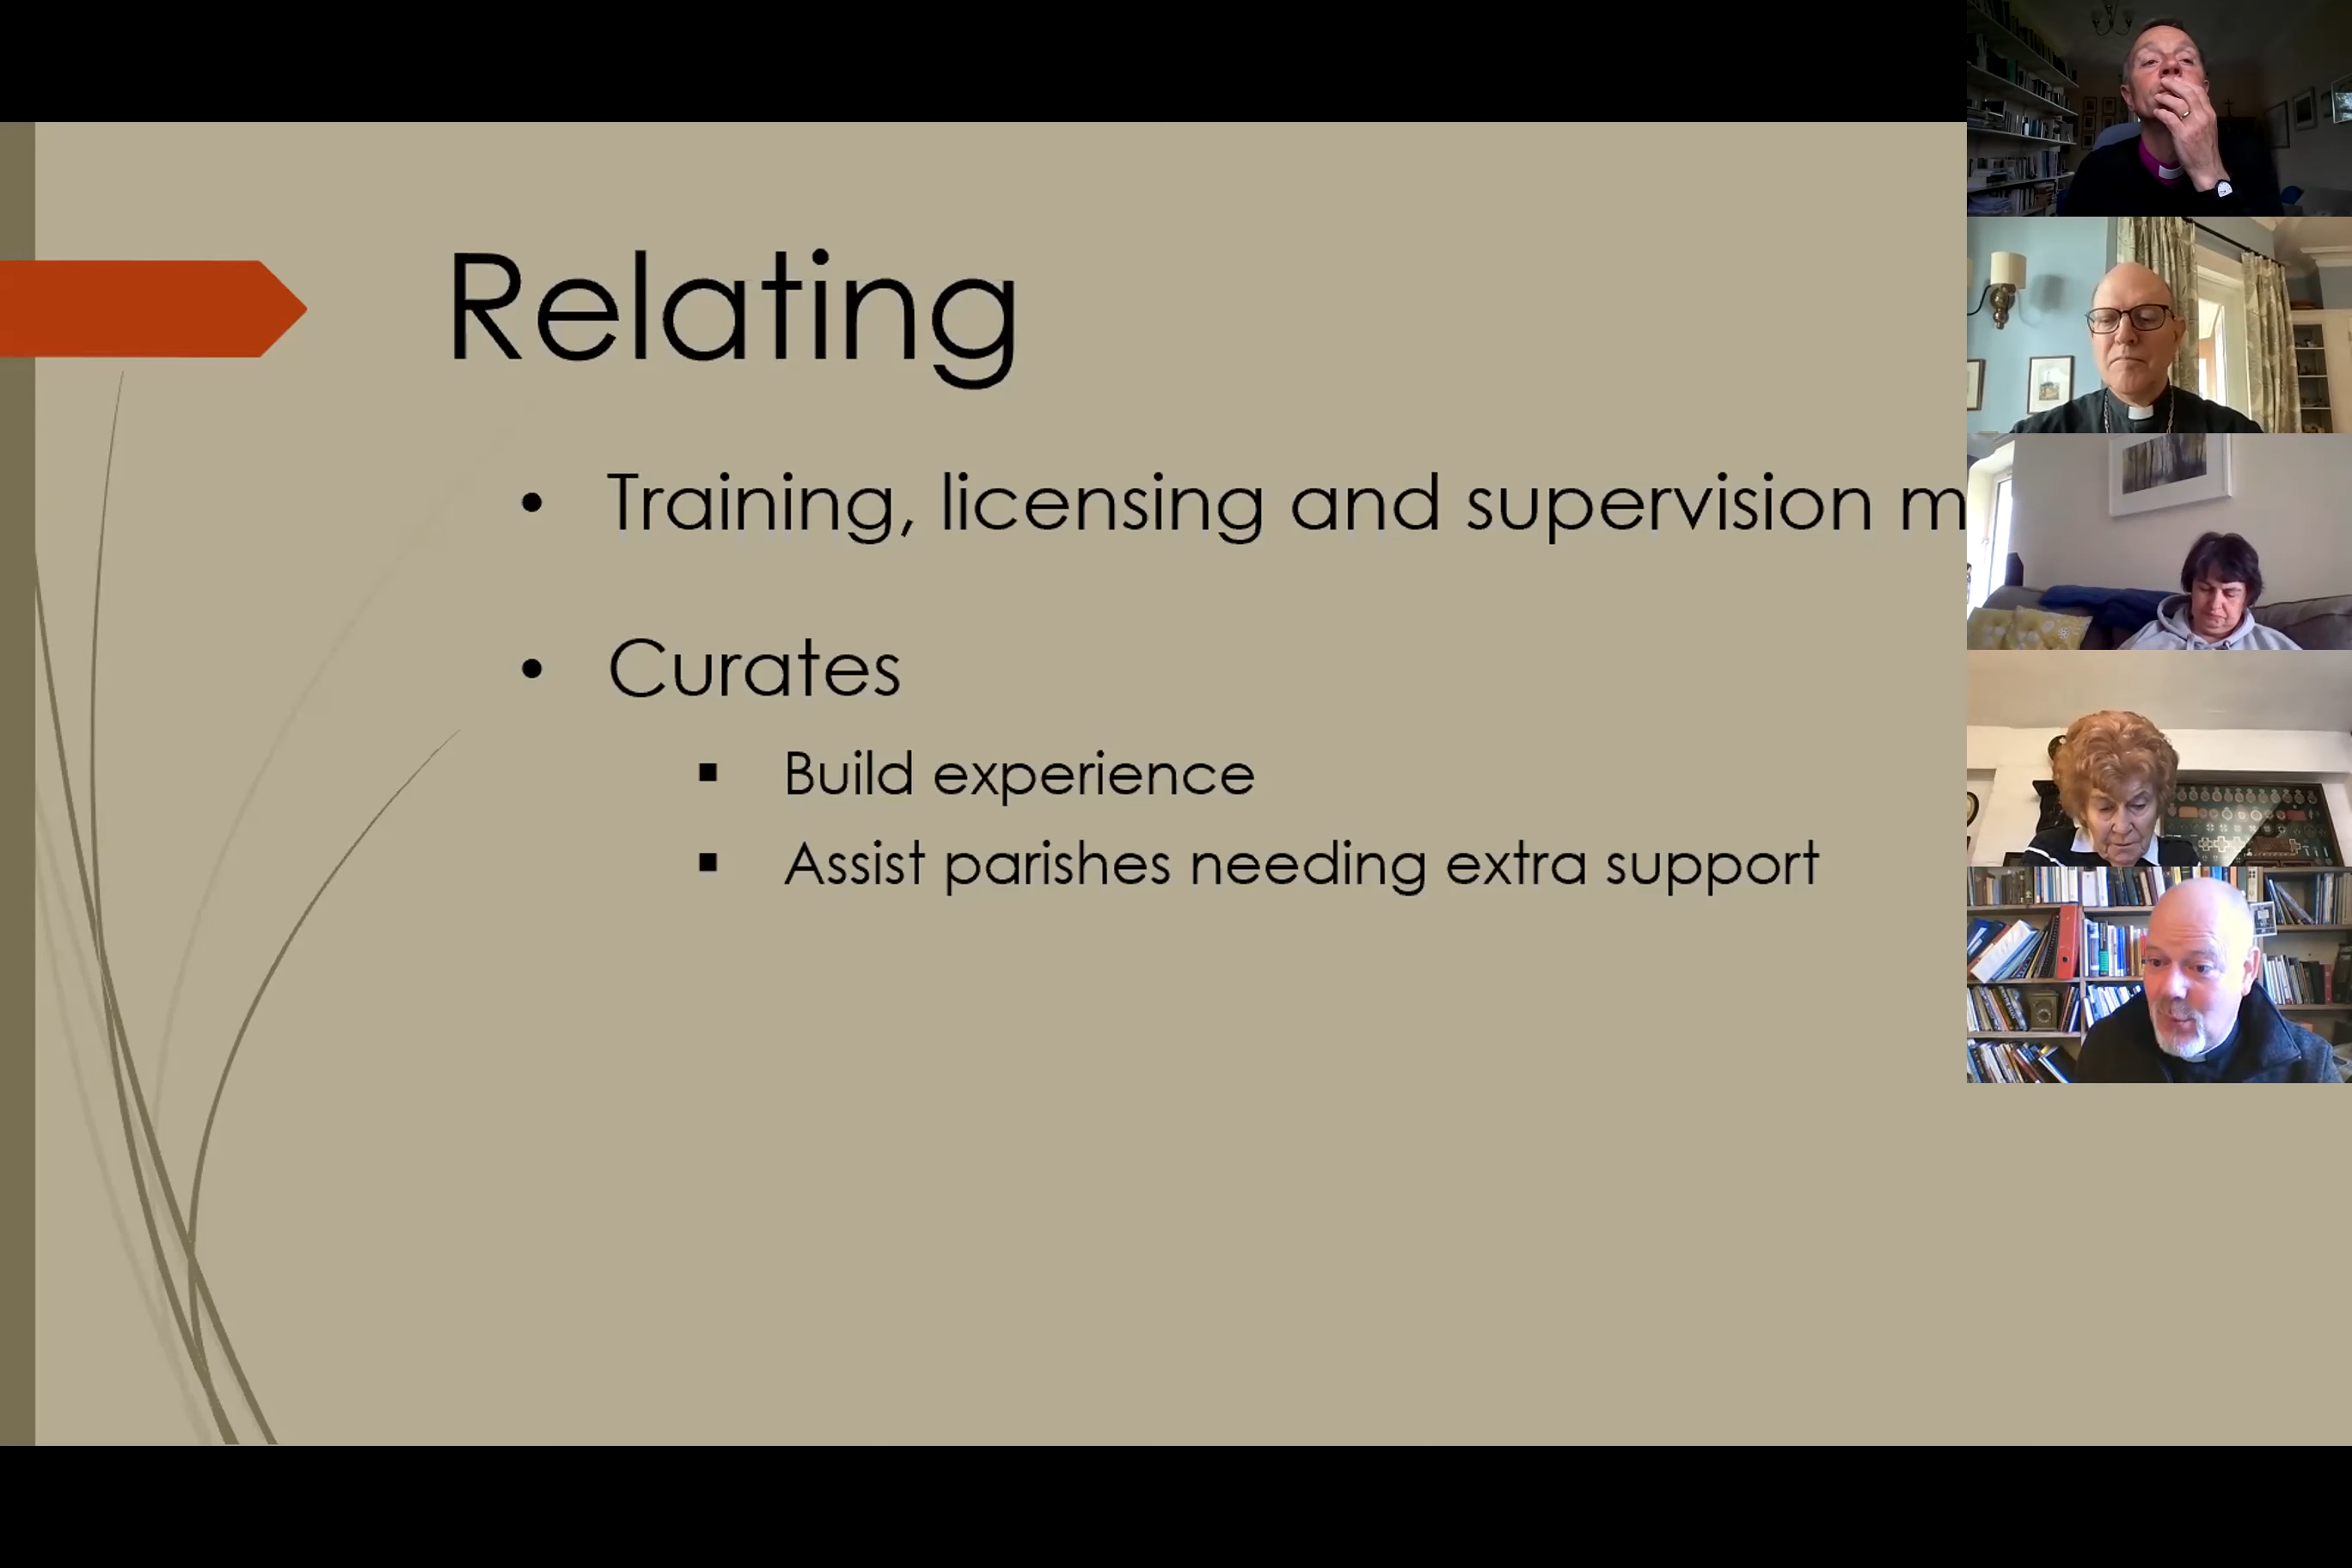 Relating
• Training, licensing and supervision m
• Curates
▪ Build experience
▪ Assist parishes needing extra support